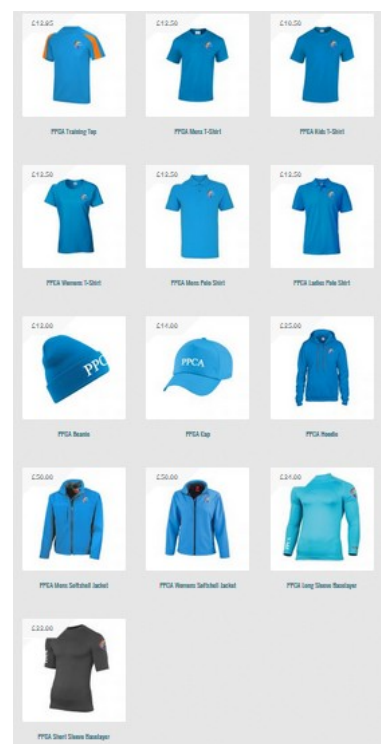 £13.95 £12.50 £10.50
PPCA Training Top PPCA Mens T-Shirt PPCA Kids T-Shirt
£12.50 £13.50 £13.50
PPCA Womens T-Shirt PPCA Mens Polo Shirt PPCA Ladies Polo Shirt
£12.00 £14.00 £25.00
PPCA
PPCA
PPCA Beanie PPCA Cap PPCA Hoodie
£50.00 £50.00 £24.00
PPCA Mens Softshell Jacket PPCA Womens Softshell Jacket PPCA Long Sleeve Baselayer
£22.00
PPCA Short Sleeve Baselayer